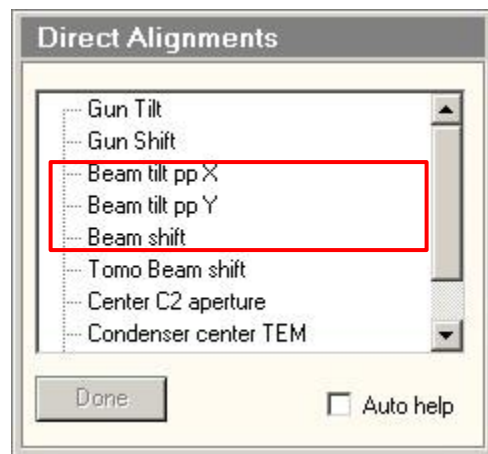 Direct Alignments
Gun Tilt
Gun Shift
Beam tilt pp X
Beam tilt pp Y
Beam shift
Tomo Beam shift
Center C2 aperture
Condenser center TEM
Done
Auto help